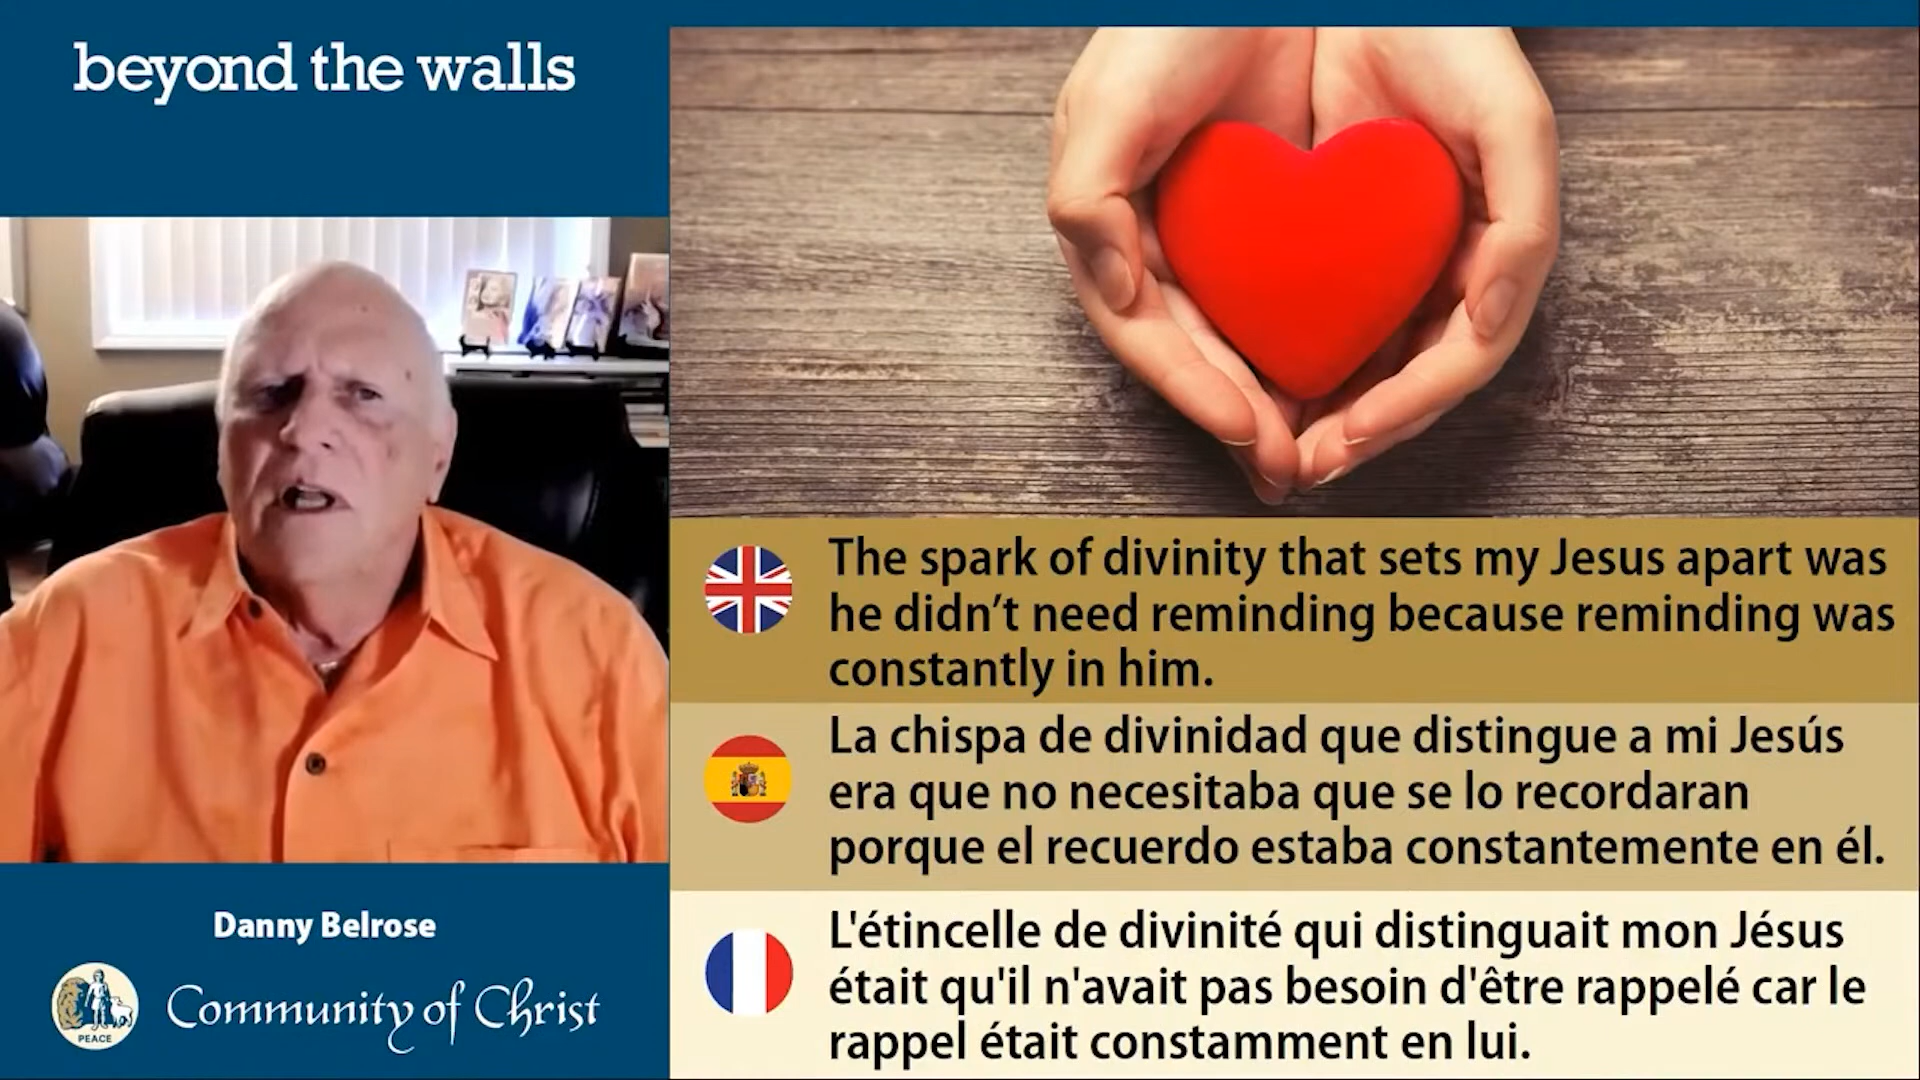 beyond the walls
The spark of divinity that sets my Jesus apart was
he didn’t need reminding because reminding was
constantly in him.
La chispa de divinidad que distingue a mi Jesús
era que no necesitaba que se lo recordaran
porque el recuerdo estaba constantemente en él.
L'étincelle de divinité qui distinguait mon Jésus
était qu'il n'avait pas besoin d'être rappelé car le
rappel était constamment en lui.
Danny Belrose
PEACE
Community of Christ